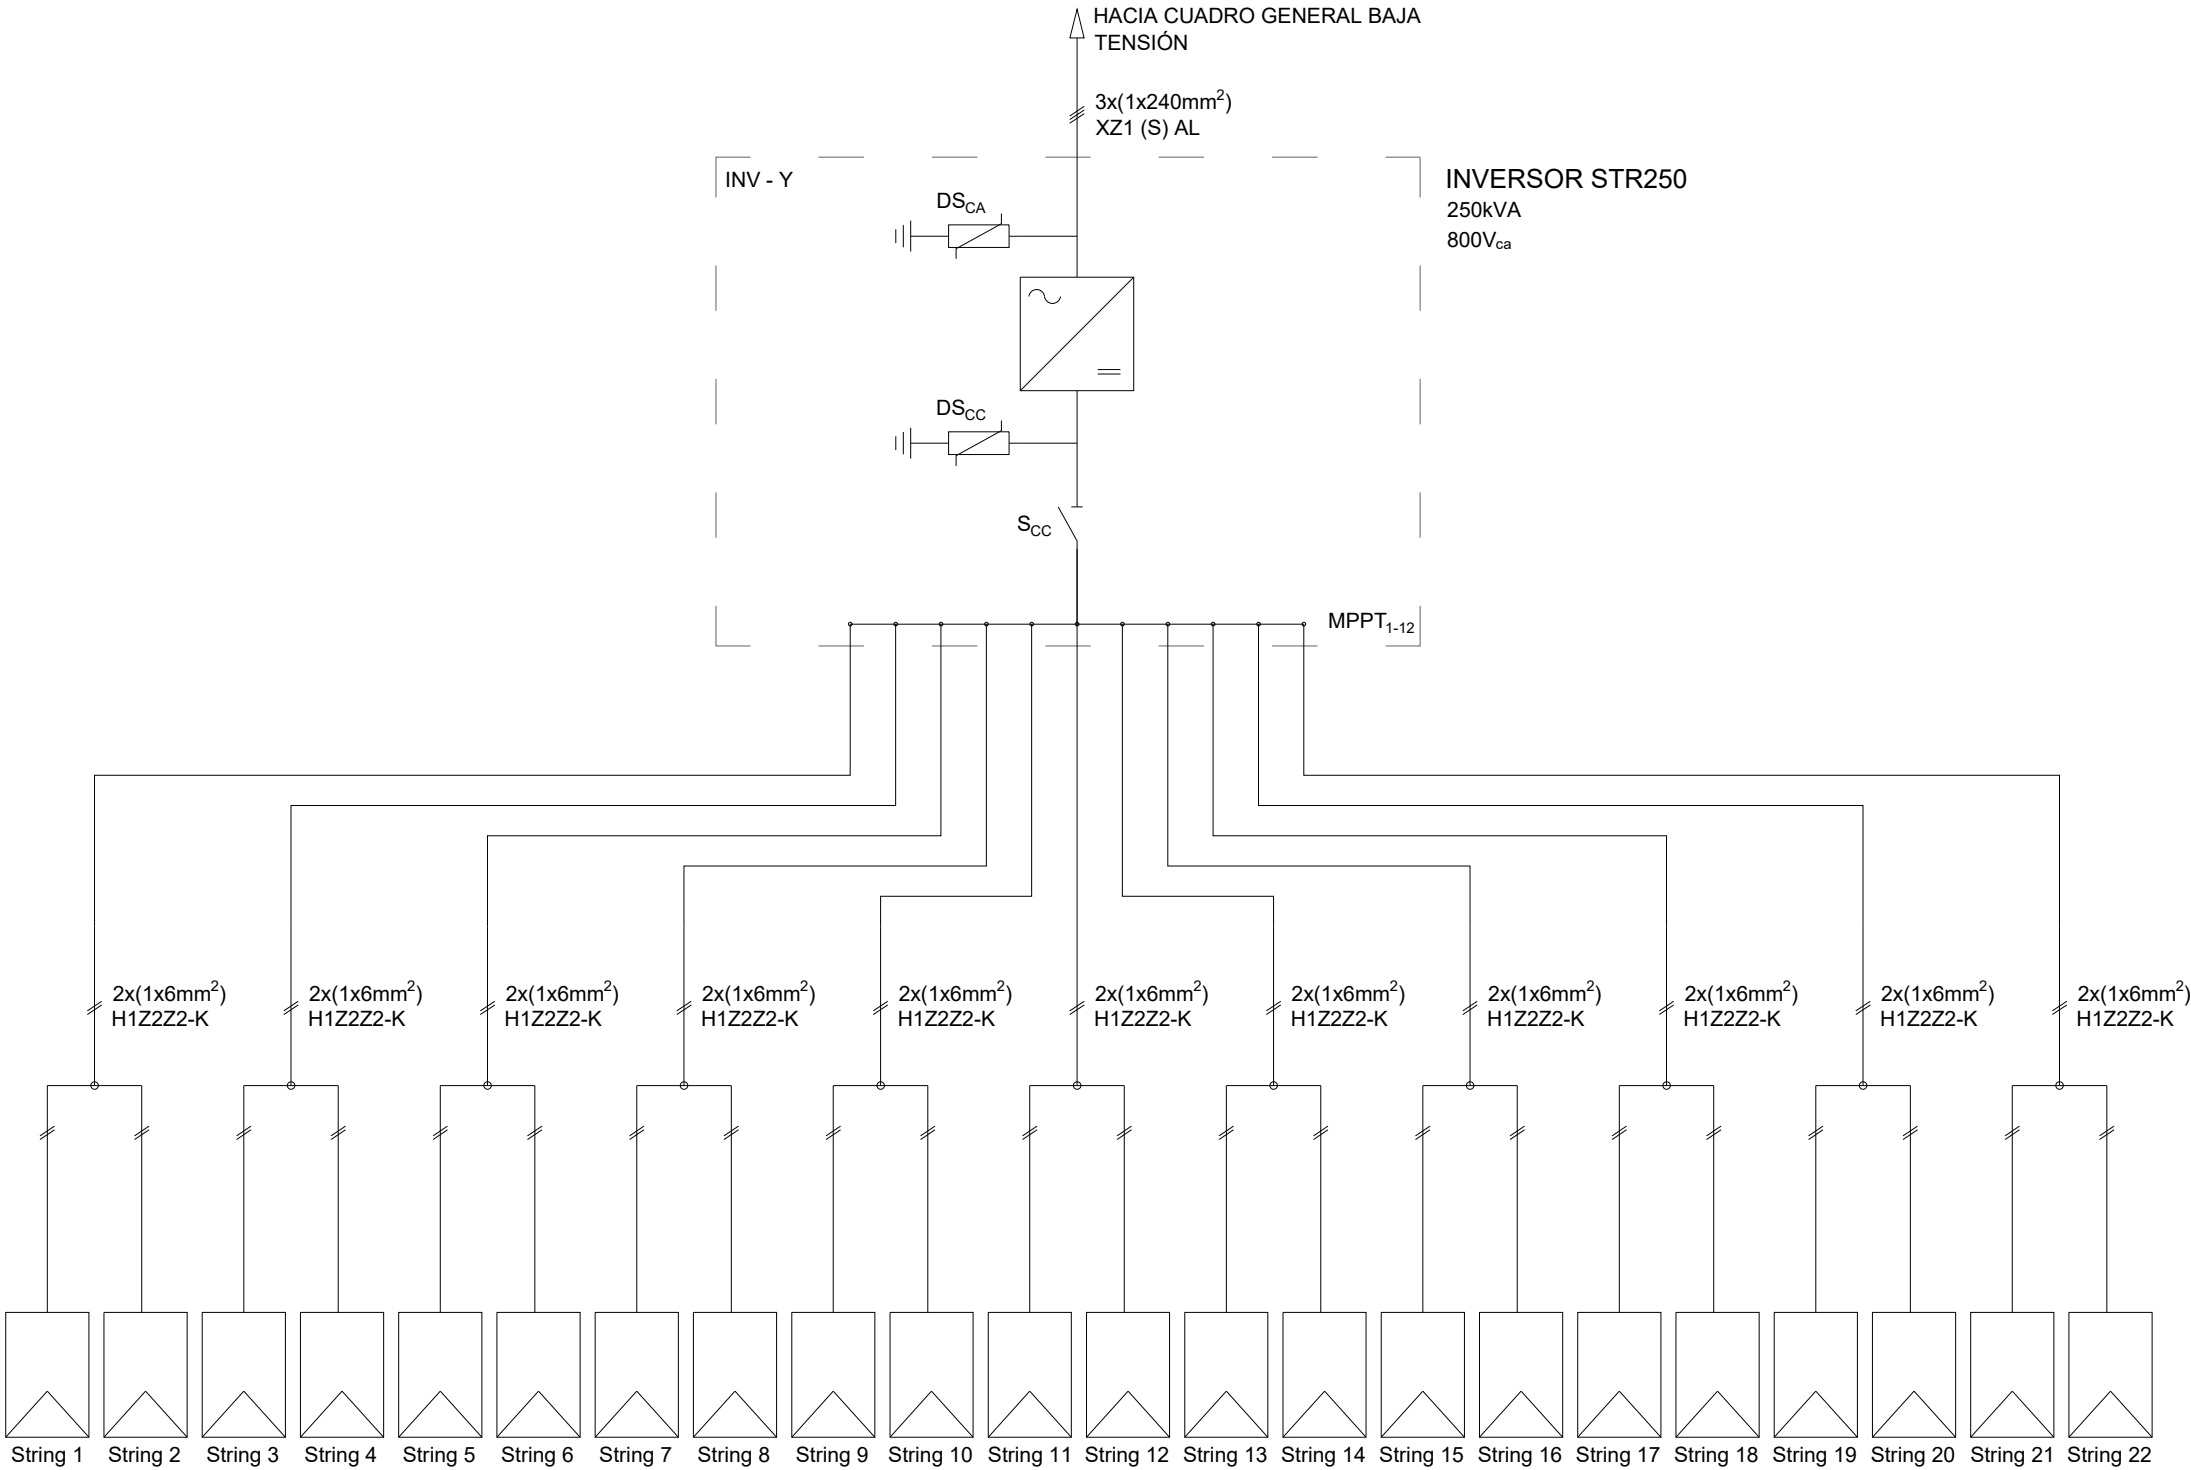 HACIA CUADRO GENERAL BAJA
TENSIÓN
3x(1x240mm²)
XZ1 (S) AL
INV - Y
INVERSOR STR250
250kVA
800Vca
DSCA
DSCC
SCC
MPPT1-12
2x(1x6mm²)
H1Z2Z2-K
2x(1x6mm²)
H1Z2Z2-K
2x(1x6mm²)
H1Z2Z2-K
2x(1x6mm²)
H1Z2Z2-K
2x(1x6mm²)
H1Z2Z2-K
2x(1x6mm²)
H1Z2Z2-K
2x(1x6mm²)
H1Z2Z2-K
2x(1x6mm²)
H1Z2Z2-K
2x(1x6mm²)
H1Z2Z2-K
2x(1x6mm²)
H1Z2Z2-K
2x(1x6mm²)
H1Z2Z2-K
String 1
String 2
String 3
String 4
String 5
String 6
String 7
String 8
String 9
String 10
String 11
String 12
String 13
String 14
String 15
String 16
String 17
String 18
String 19
String 20
String 21
String 22